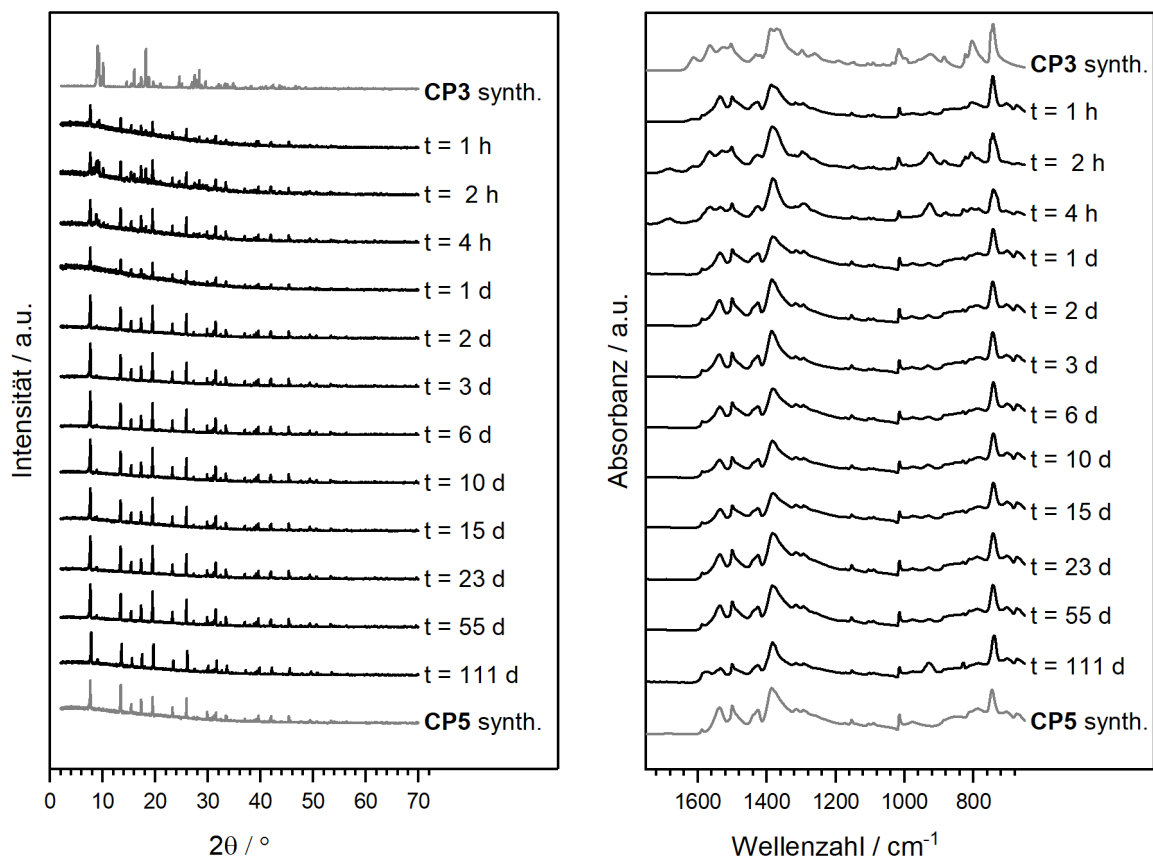 Intensität / a.u.
CP3 synth.
t = 1 h
t = 2 h
t = 4 h
t = 1 d
t = 2 d
t = 3 d
t = 6 d
t = 10 d
t = 15 d
t = 23 d
t = 55 d
t = 111 d
CP5 synth.
0 10 20 30 40 50 60 70
2θ / °
Absorbanz / a.u.
CP3 synth.
t = 1 h
t = 2 h
t = 4 h
t = 1 d
t = 2 d
t = 3 d
t = 6 d
t = 10 d
t = 15 d
t = 23 d
t = 55 d
t = 111 d
CP5 synth.
1600 1400 1200 1000 800
Wellenzahl / cm⁻¹